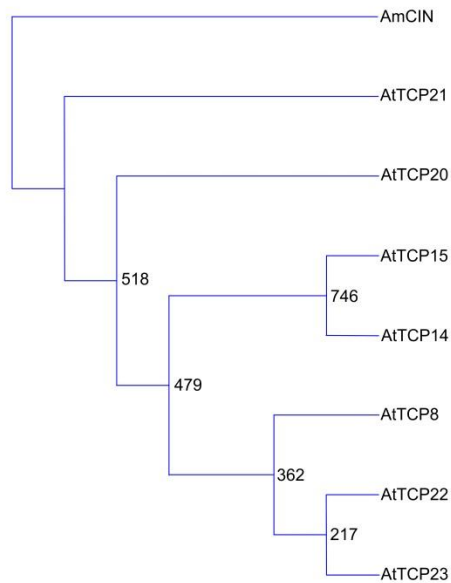 AmCIN
AtTCP21
AtTCP20
AtTCP15
518
746
AtTCP14
479
AtTCP8
362
AtTCP22
217
AtTCP23